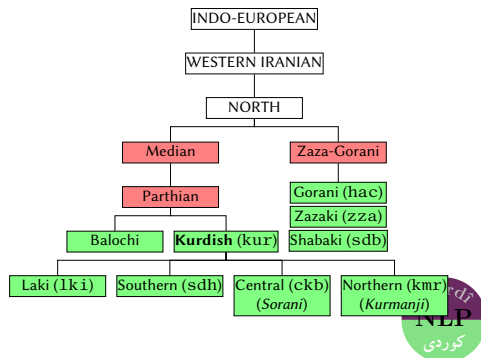 INDO-EUROPEAN
WESTERN IRANIAN
NORTH
Median
Zaza-Gorani
Parthian
Gorani (hac)
Zazaki (zza)
Balochi
Kurdish (kur)
Shabaki (sdb)
Laki (lki)
Southern (sdh)
Central (ckb)
(Sorani)
Northern (kmr)
(Kurmanji)
NLP
کوردی